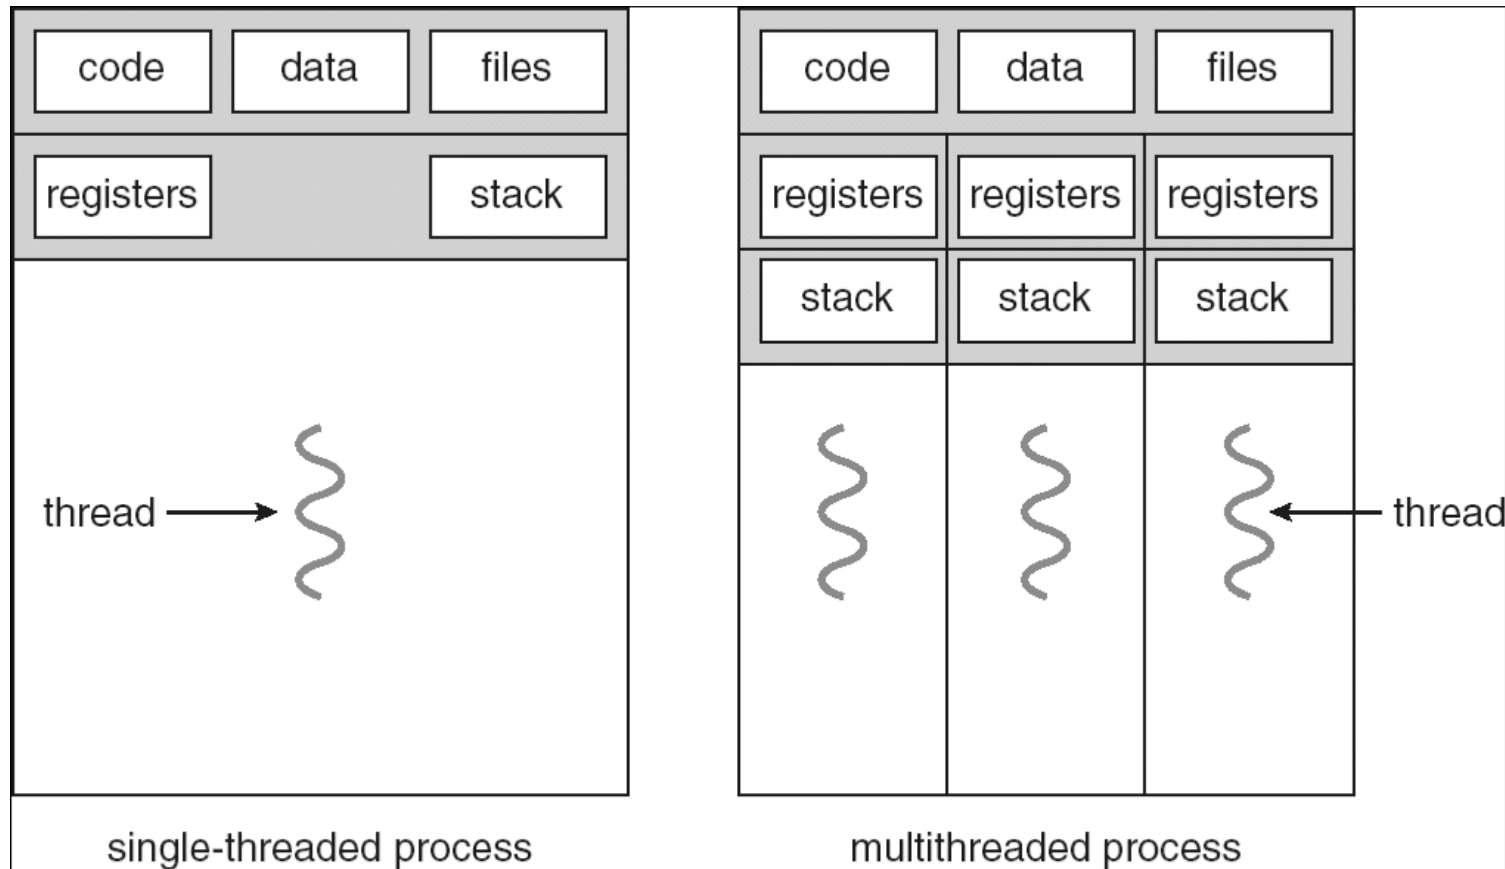 code data files
registers stack
thread
single-threaded process
code data files
registers registers registers
stack stack stack
thread
multithreaded process